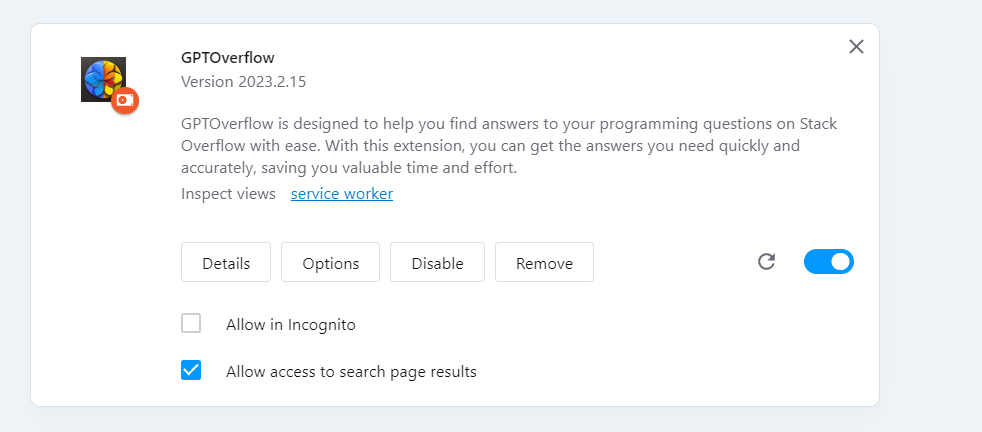 GPTOverflow
Version 2023.2.15
GPTOverflow is designed to help you find answers to your programming questions on Stack
Overflow with ease. With this extension, you can get the answers you need quickly and
accurately, saving you valuable time and effort.
Inspect views service worker
Details Options Disable Remove
Allow in Incognito
Allow access to search page results